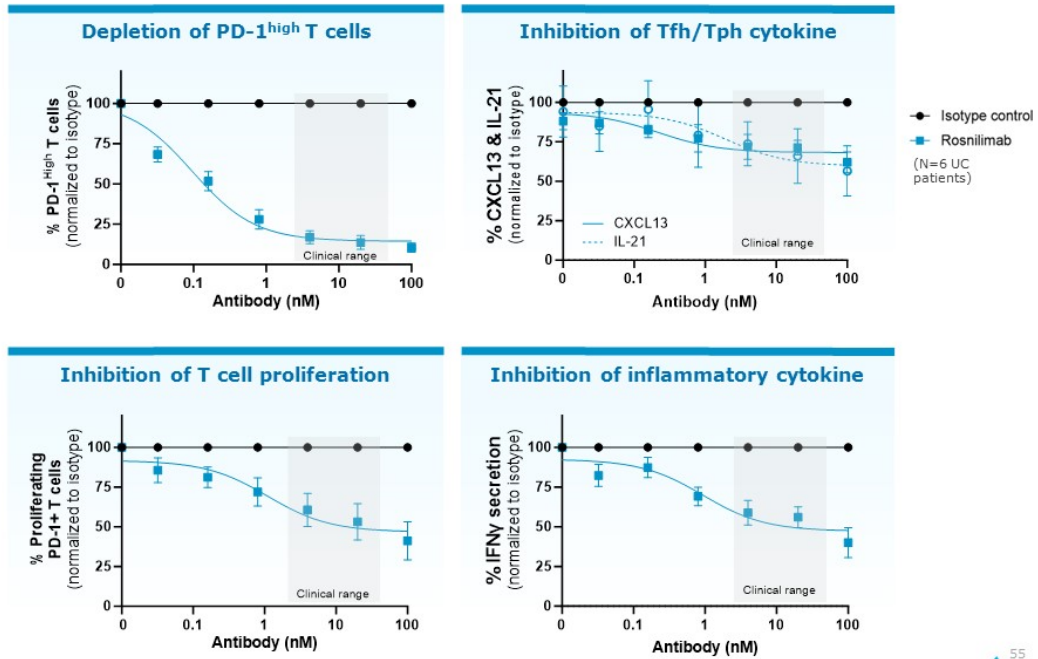 Depletion of PD-1high T cells
% PD-1High T cells
(normalized to isotype)
100
75
50
25
0
Clinical range
0 0.1 1 10 100
Antibody (nM)
Inhibition of Tfh/Tph cytokine
% CXCL13 & IL-21
(normalized to isotype)
100
75
50
25
0
CXCL13
IL-21
Clinical range
0 0.1 1 10 100
Antibody (nM)
Isotype control
Rosnilimab
(N=6 UC
patients)
Inhibition of T cell proliferation
% Proliferating
PD-1+ T cells
(normalized to isotype)
100
75
50
25
0
Clinical range
0 0.1 1 10 100
Antibody (nM)
Inhibition of inflammatory cytokine
% IFNγ secretion
(normalized to isotype)
100
75
50
25
0
Clinical range
0 0.1 1 10 100
Antibody (nM)
55